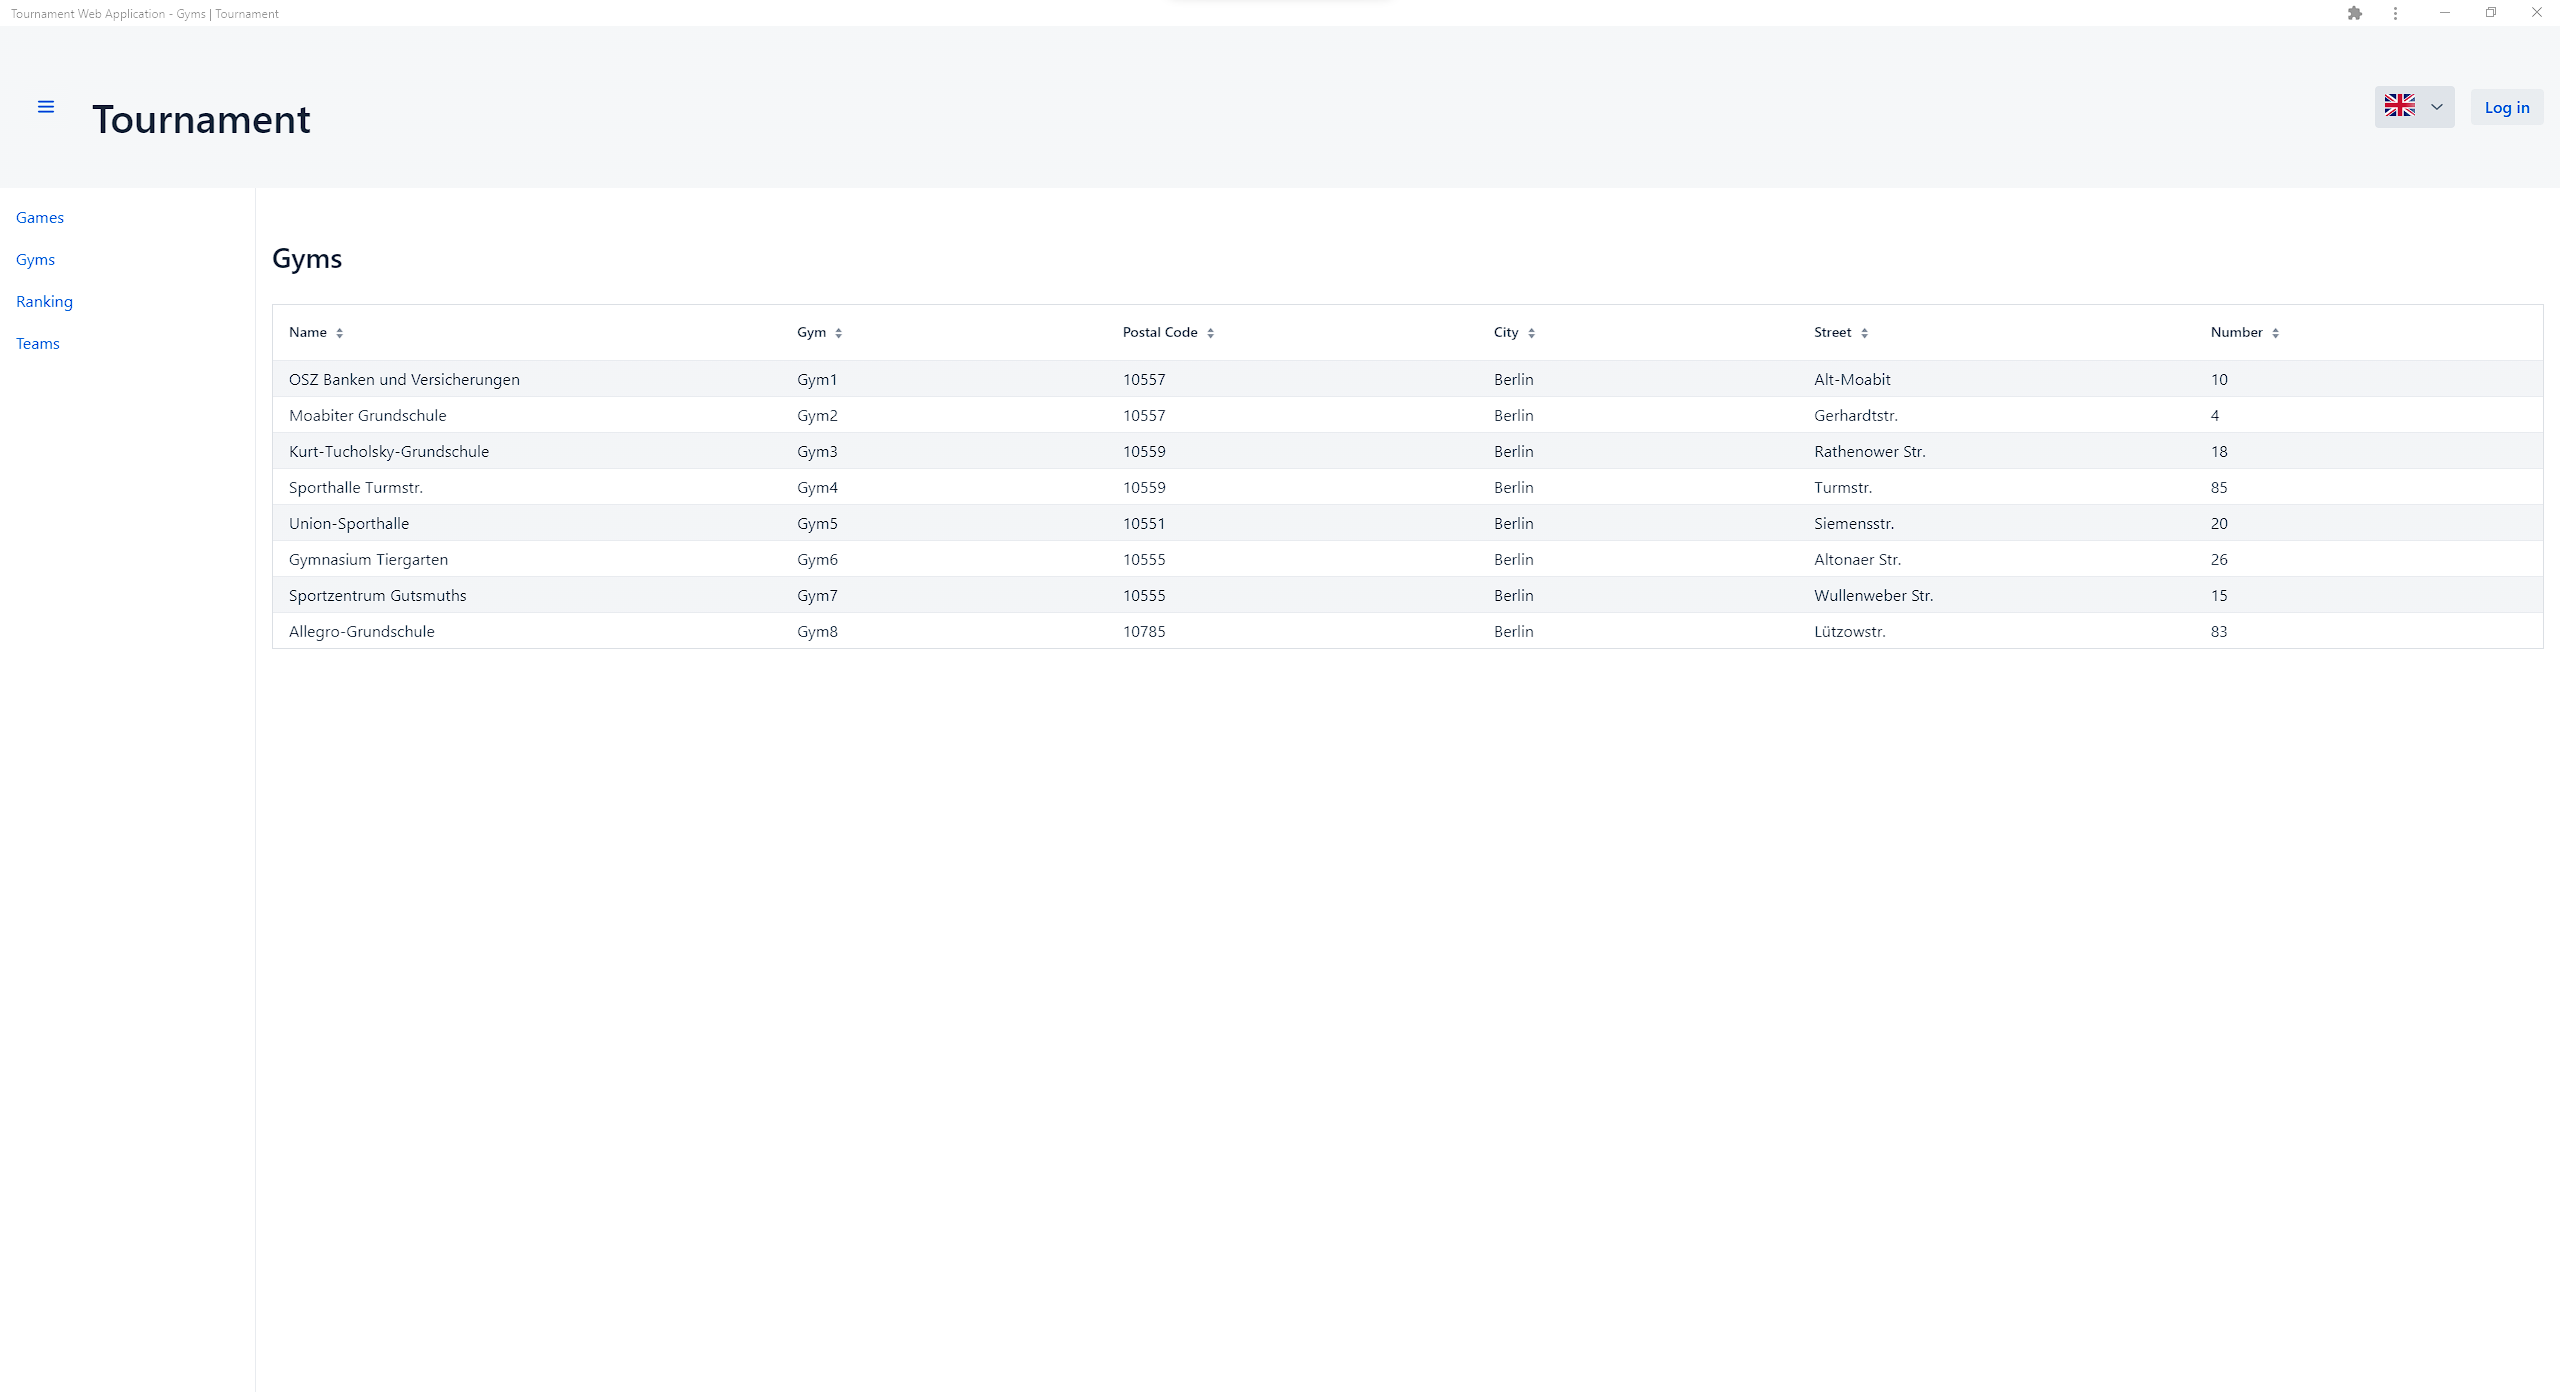 Tournament Web Application - Gyms | Tournament
Tournament
Log in
Games
Gyms
Ranking
Teams
Gyms
Name Gym Postal Code City Street Number
OSZ Banken und Versicherungen Gym1 10557 Berlin Alt-Moabit 10
Moabiter Grundschule Gym2 10557 Berlin Gerhardtstr. 4
Kurt-Tucholsky-Grundschule Gym3 10559 Berlin Rathenower Str. 18
Sporthalle Turmstr. Gym4 10559 Berlin Turmstr. 85
Union-Sporthalle Gym5 10551 Berlin Siemensstr. 20
Gymnasium Tiergarten Gym6 10555 Berlin Altonaer Str. 26
Sportzentrum Gutsmuths Gym7 10555 Berlin Wullenweber Str. 15
Allegro-Grundschule Gym8 10785 Berlin Lützowstr. 83